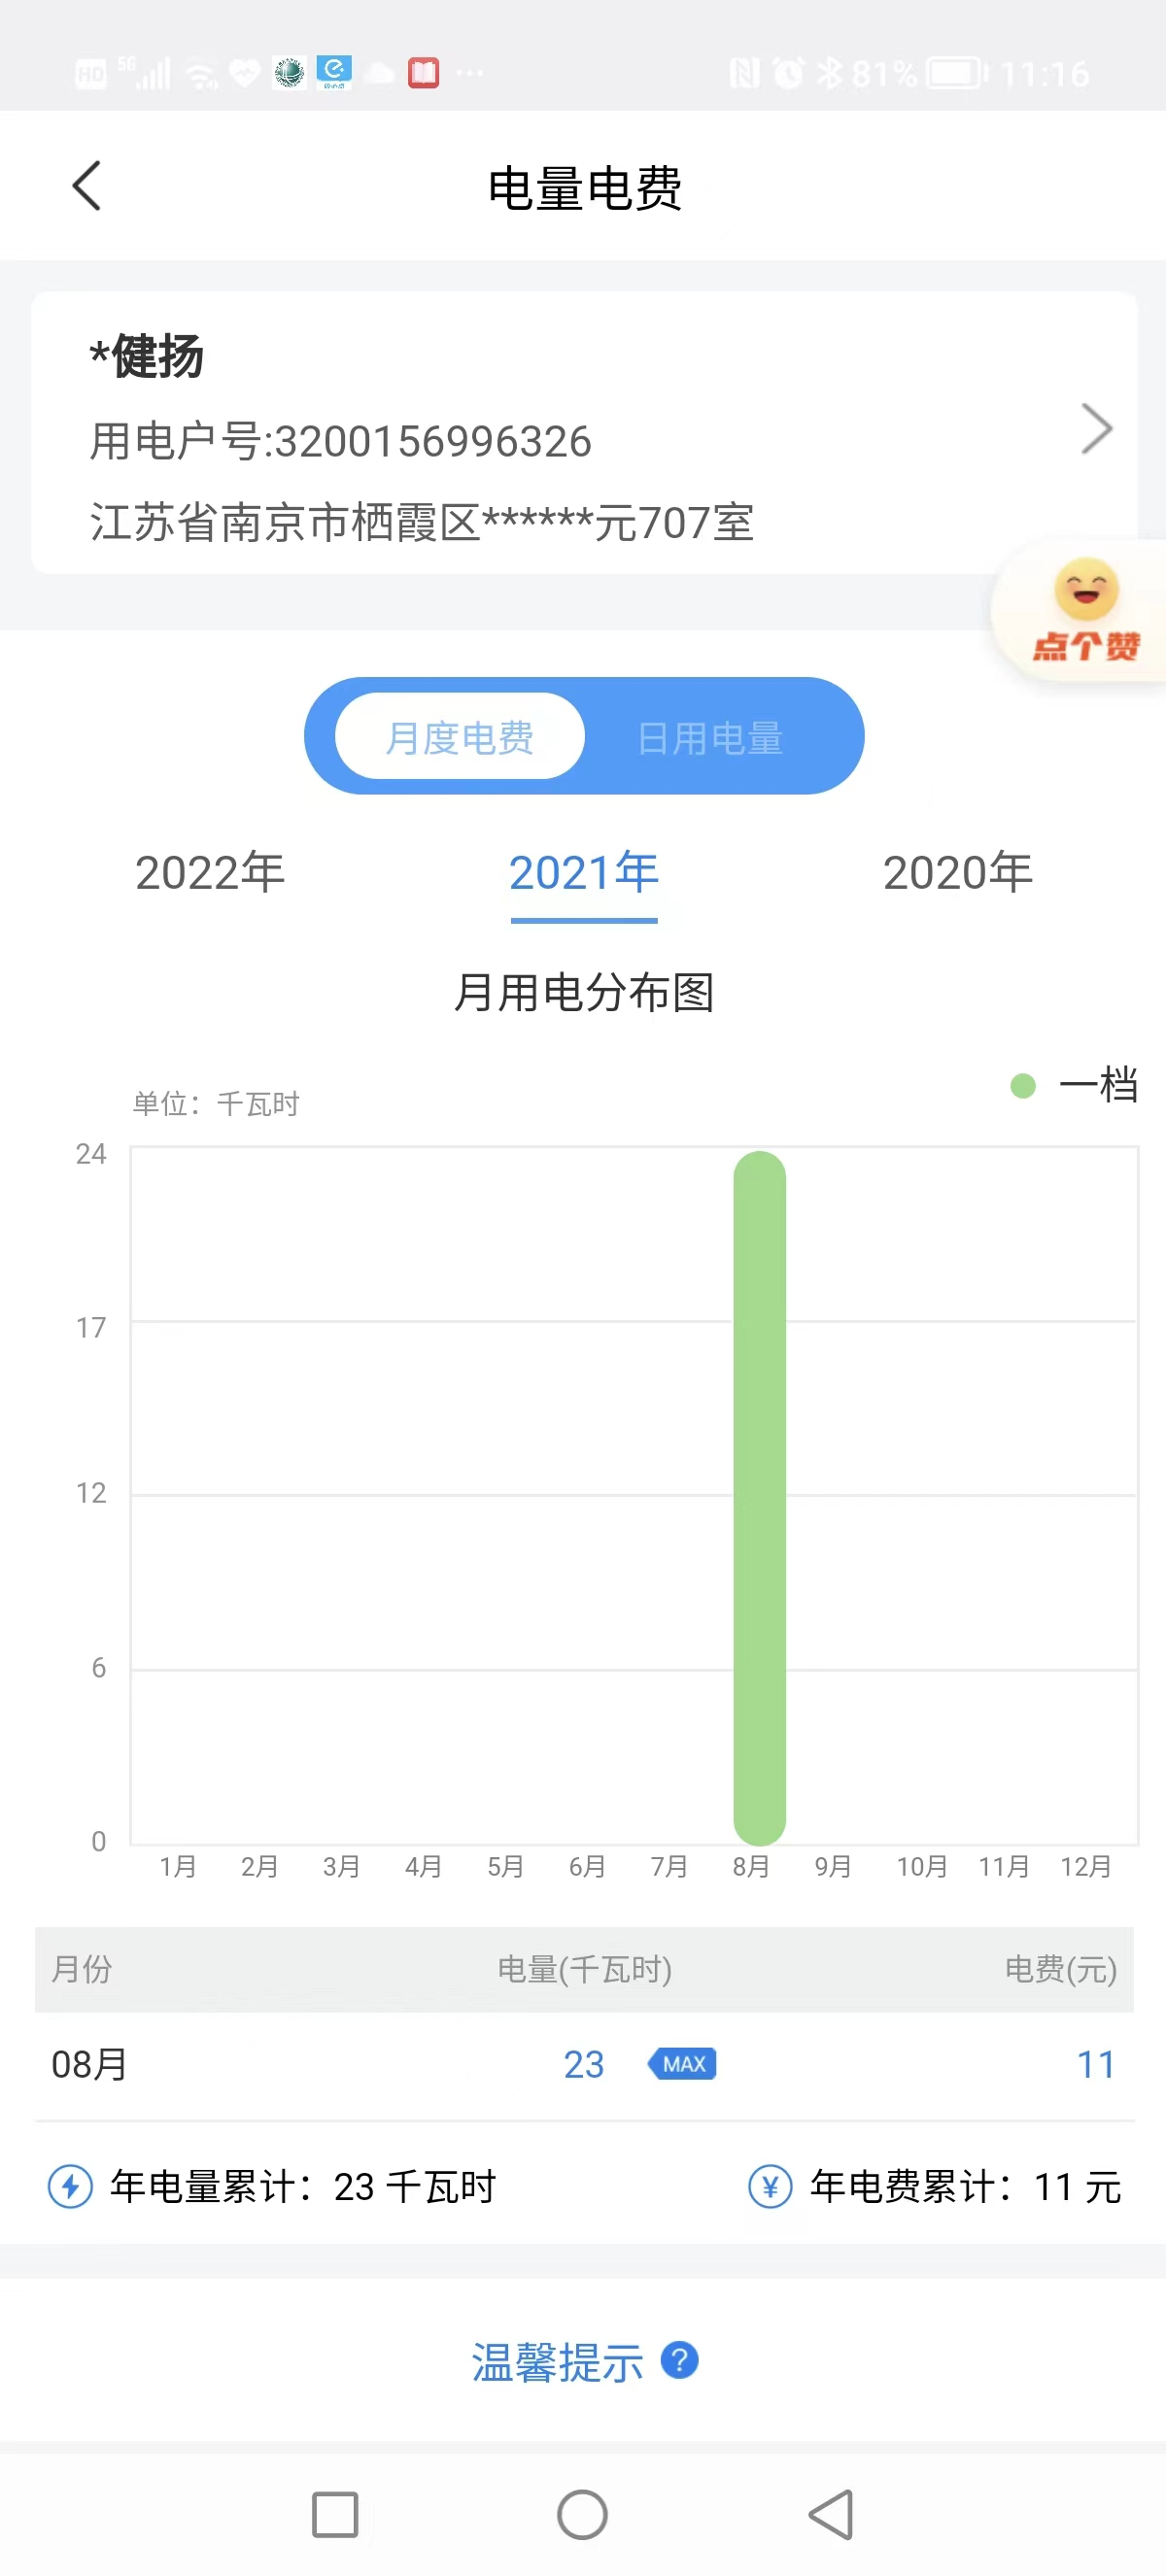 HD 5G 81% 11:16
电量电费
*健扬
用电户号:3200156996326
江苏省南京市栖霞区******元707室
点个赞
月度电费 日用电量
2022年 2021年 2020年
月用电分布图
一档
单位：千瓦时
24
17
12
6
0
1月 2月 3月 4月 5月 6月 7月 8月 9月 10月 11月 12月
月份 电量(千瓦时) 电费(元)
08月 23 MAX 11
年电量累计：23 千瓦时 ¥ 年电费累计：11 元
温馨提示 ?